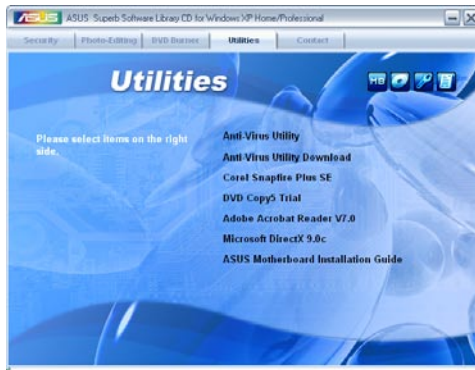 ASUS ASUS Superb Software Library CD for Windows XP Home/Professional
Security Photo-Editing DVD Burner Utilities Contact
Utilities
MB
Please select items on the right
side.
Anti-Virus Utility
Anti-Virus Utility Download
Corel Snapfire Plus SE
DVD Copy5 Trial
Adobe Acrobat Reader V7.0
Microsoft DirectX 9.0c
ASUS Motherboard Installation Guide